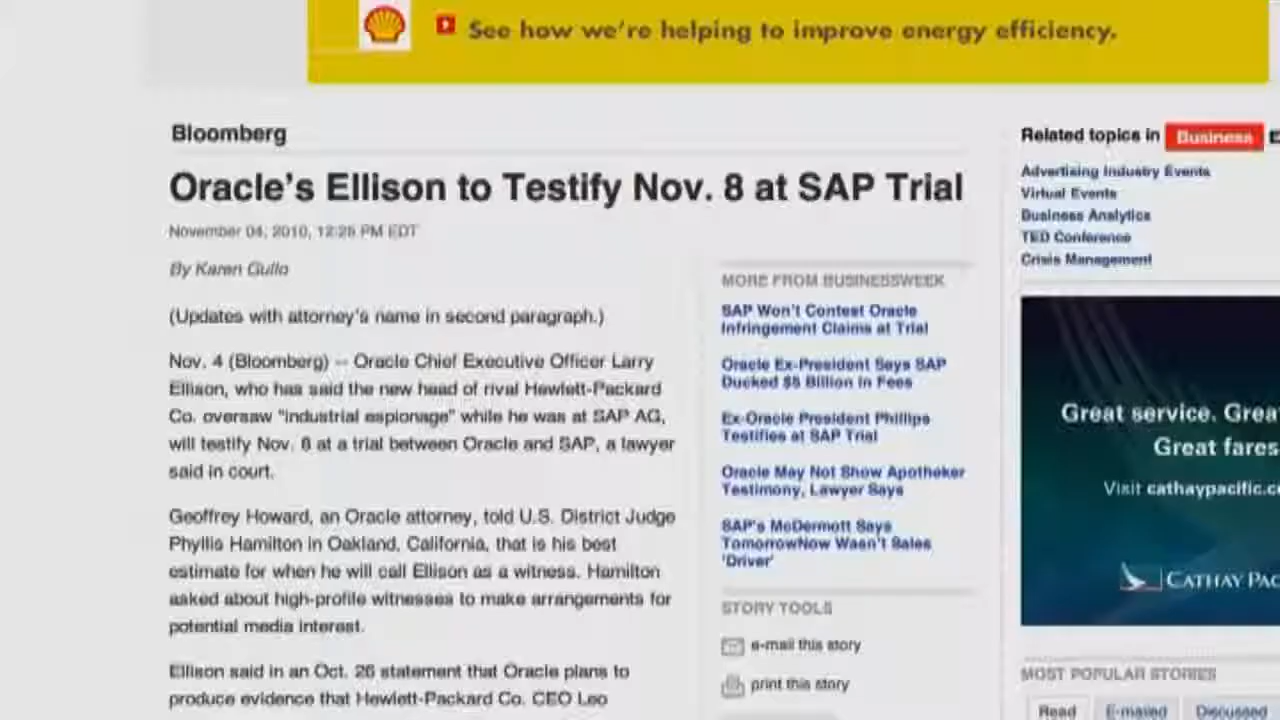 See how we're helping to improve energy efficiency.
Bloomberg
Oracle's Ellison to Testify Nov. 8 at SAP Trial
November 04, 2010, 12:25 PM EDT
By Karen Gullo
(Updates with attorney's name in second paragraph.)
Nov. 4 (Bloomberg) -- Oracle Chief Executive Officer Larry
Ellison, who has said the new head of rival Hewlett-Packard
Co. oversaw "industrial espionage" while he was at SAP AG,
will testify Nov. 8 at a trial between Oracle and SAP, a lawyer
said in court.
Geoffrey Howard, an Oracle attorney, told U.S. District Judge
Phyllis Hamilton in Oakland, California, that is his best
estimate for when he will call Ellison as a witness. Hamilton
asked about high-profile witnesses to make arrangements for
potential media interest.
Ellison said in an Oct. 26 statement that Oracle plans to
produce evidence that Hewlett-Packard Co. CEO Leo
MORE FROM BUSINESSWEEK
SAP Won't Contest Oracle
Infringement Claims at Trial
Oracle Ex-President Says SAP
Ducked $5 Billion in Fees
Ex-Oracle President Phillips
Testifies at SAP Trial
Oracle May Not Show Apotheker
Testimony, Lawyer Says
SAP's McDermott Says
TomorrowNow Wasn't Sales
'Driver'
STORY TOOLS
e-mail this story
print this story
Related topics in Business
Advertising Industry Events
Virtual Events
Business Analytics
TED Conference
Crisis Management
Great service. Grea
Great fares
Visit cathaypacific.c
CATHAY PAC
MOST POPULAR STORIES
Read E-mailed Discussed